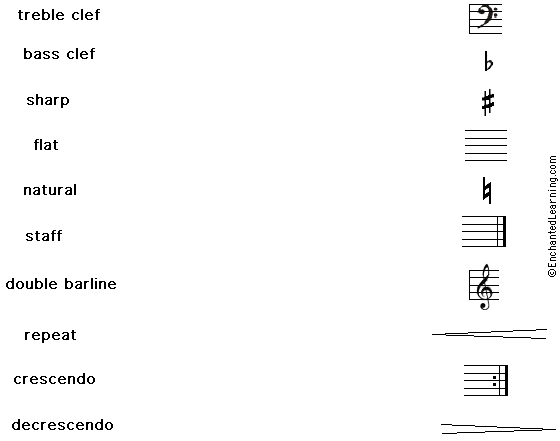 treble clef
bass clef
sharp
flat
natural
staff
double barline
repeat
crescendo
decrescendo
©EnchantedLearning.com